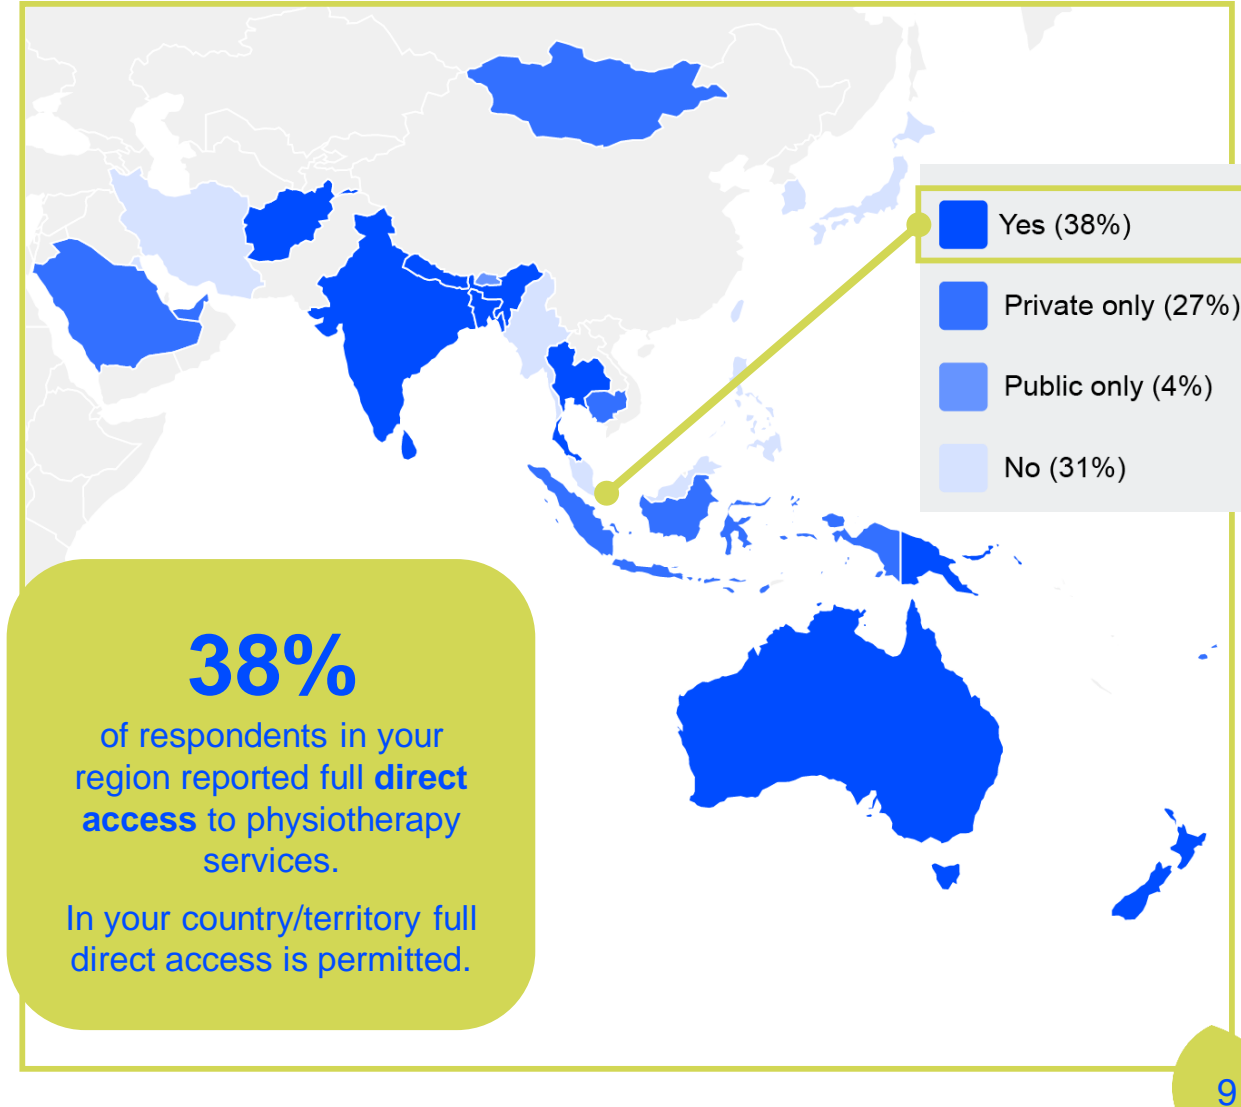 Yes (38%)
Private only (27%)
Public only (4%)
No (31%)
38%
of respondents in your
region reported full direct
access to physiotherapy
services.
In your country/territory full
direct access is permitted.
9